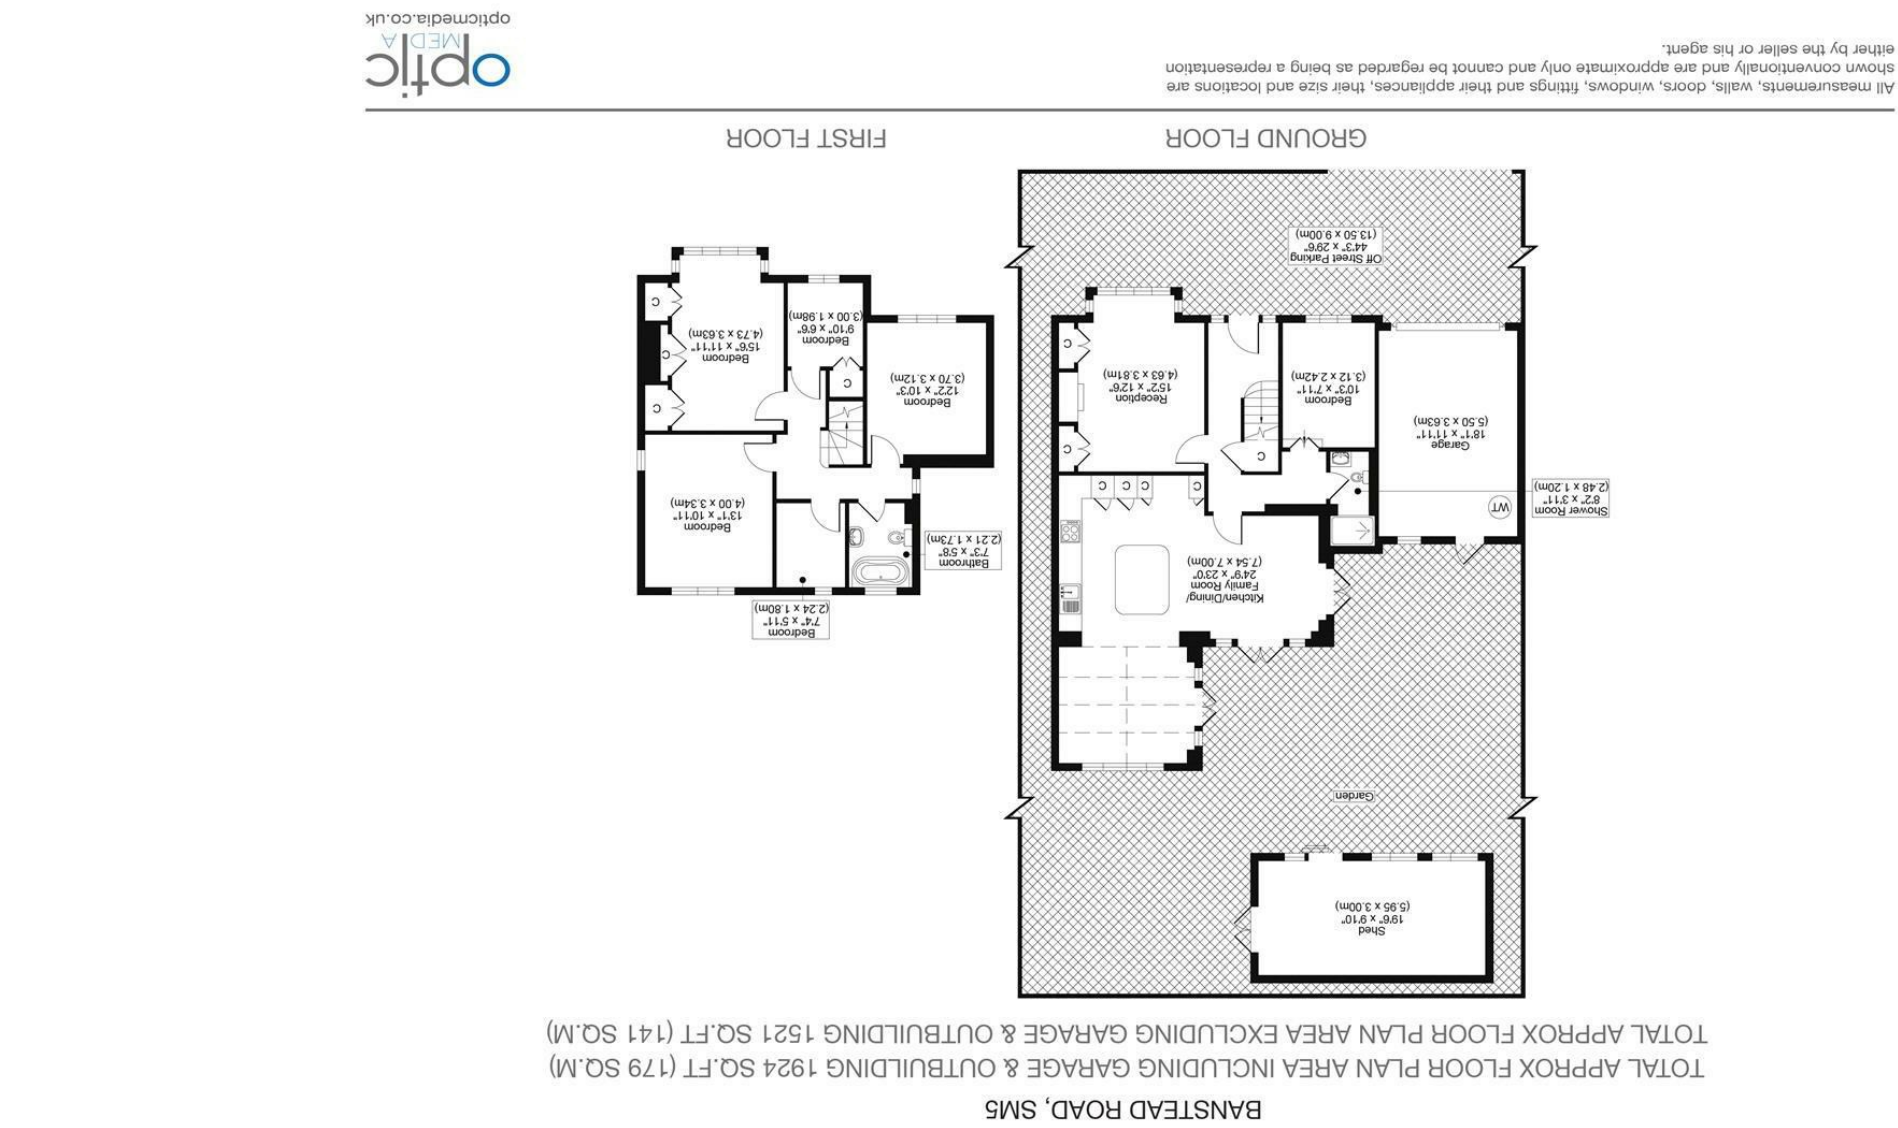 BANSTEAD ROAD, SM5
TOTAL APPROX FLOOR PLAN AREA INCLUDING GARAGE & OUTBUILDING 1924 SQ.FT (179 SQ.M)
TOTAL APPROX FLOOR PLAN AREA EXCLUDING GARAGE & OUTBUILDING 1521 SQ.FT (141 SQ.M)
Shed
19'6" x 9'10"
(5.95 x 3.00m)
Garden
Kitchen/Dining/
Family Room
24'9" x 23'0"
(7.54 x 7.00m)
C
C
C
C
WT
Shower Room
8'2" x 3'11"
(2.48 x 1.20m)
Garage
18'1" x 11'11"
(5.50 x 3.63m)
C
Bedroom
10'3" x 7'11"
(3.12 x 2.42m)
C
Reception
15'2" x 12'6"
(4.63 x 3.81m)
C
Off Street Parking
44'3" x 29'6"
(13.50 x 9.00m)
GROUND FLOOR
Bedroom
7'4" x 5'11"
(2.24 x 1.80m)
Bathroom
7'3" x 5'8"
(2.21 x 1.73m)
Bedroom
13'1" x 10'11"
(4.00 x 3.34m)
Bedroom
12'2" x 10'3"
(3.70 x 3.12m)
C
Bedroom
9'10" x 6'6"
(3.00 x 1.98m)
Bedroom
15'6" x 11'11"
(4.73 x 3.63m)
C
C
C
FIRST FLOOR
All measurements, walls, doors, windows, fittings and their appliances, their size and locations are
shown conventionally and are approximate only and cannot be regarded as being a representation
either by the seller or his agent.
optic
MEDIA
opticmedia.co.uk